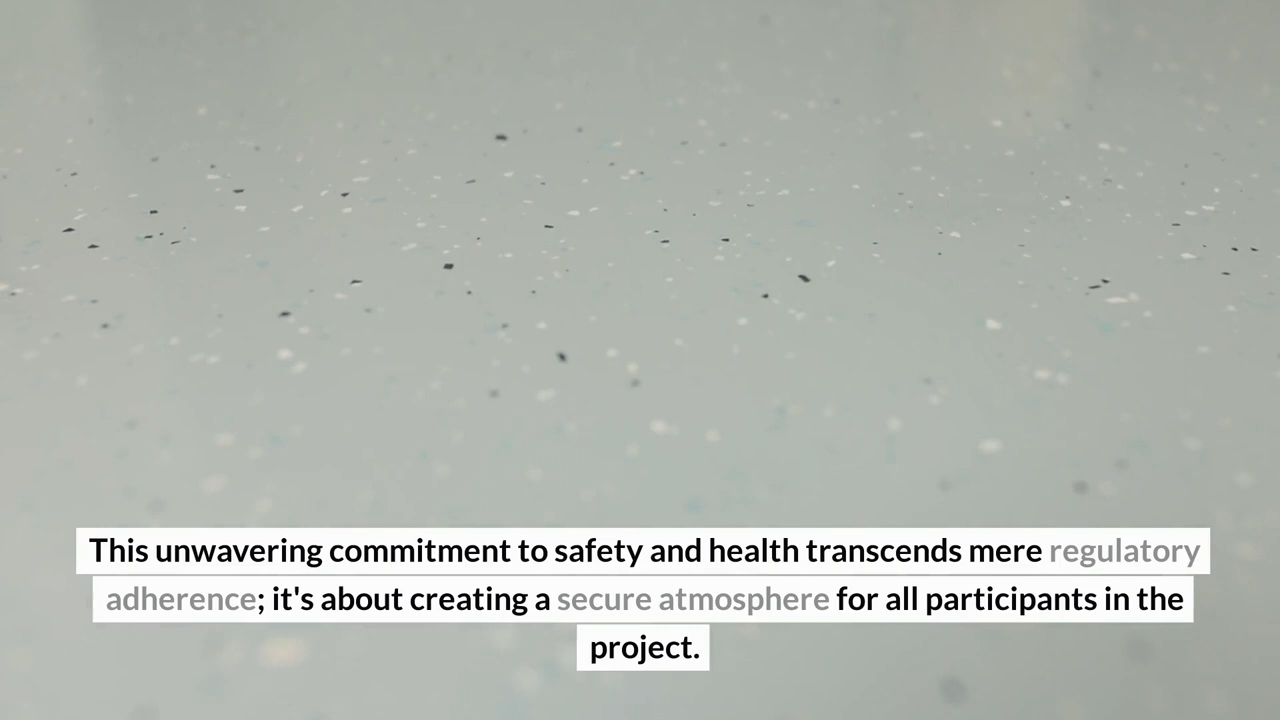 This unwavering commitment to safety and health transcends mere regulatory
adherence; it's about creating a secure atmosphere for all participants in the
project.